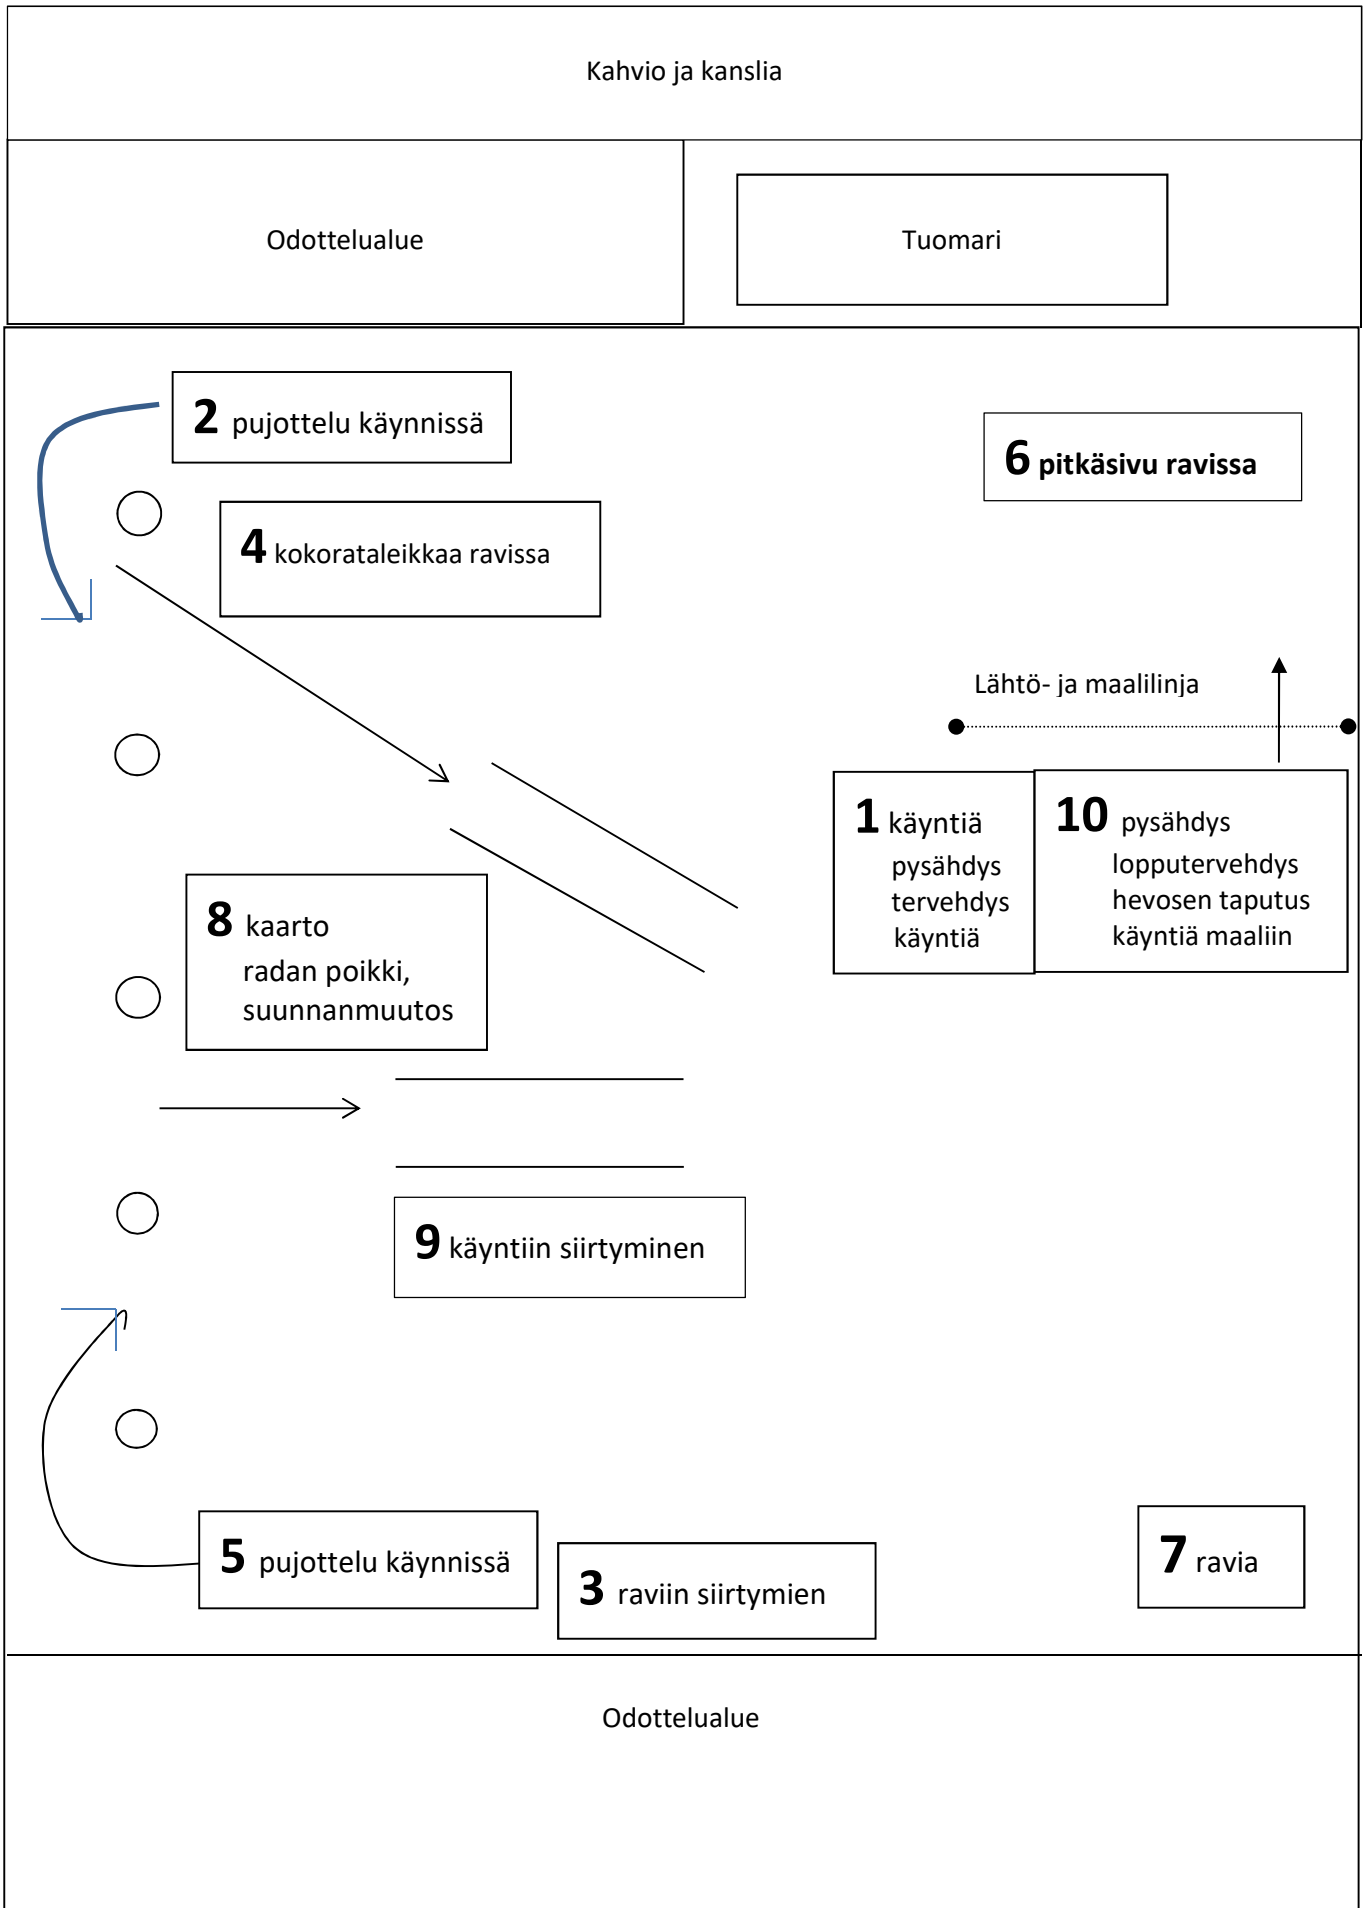 Kahvio ja kanslia
Odottelualue
Tuomari
2 pujottelu käynnissä
6 pitkäsivu ravissa
4 kokorataleikkaa ravissa
Lähtö- ja maalilinja
1 käyntiä
pysähdys
tervehdys
käyntiä
10 pysähdys
lopputervehdys
hevosen taputus
käyntiä maaliin
8 kaarto
radan poikki,
suunnanmuutos
9 käyntiin siirtyminen
5 pujottelu käynnissä
3 raviin siirtymien
7 ravia
Odottelualue